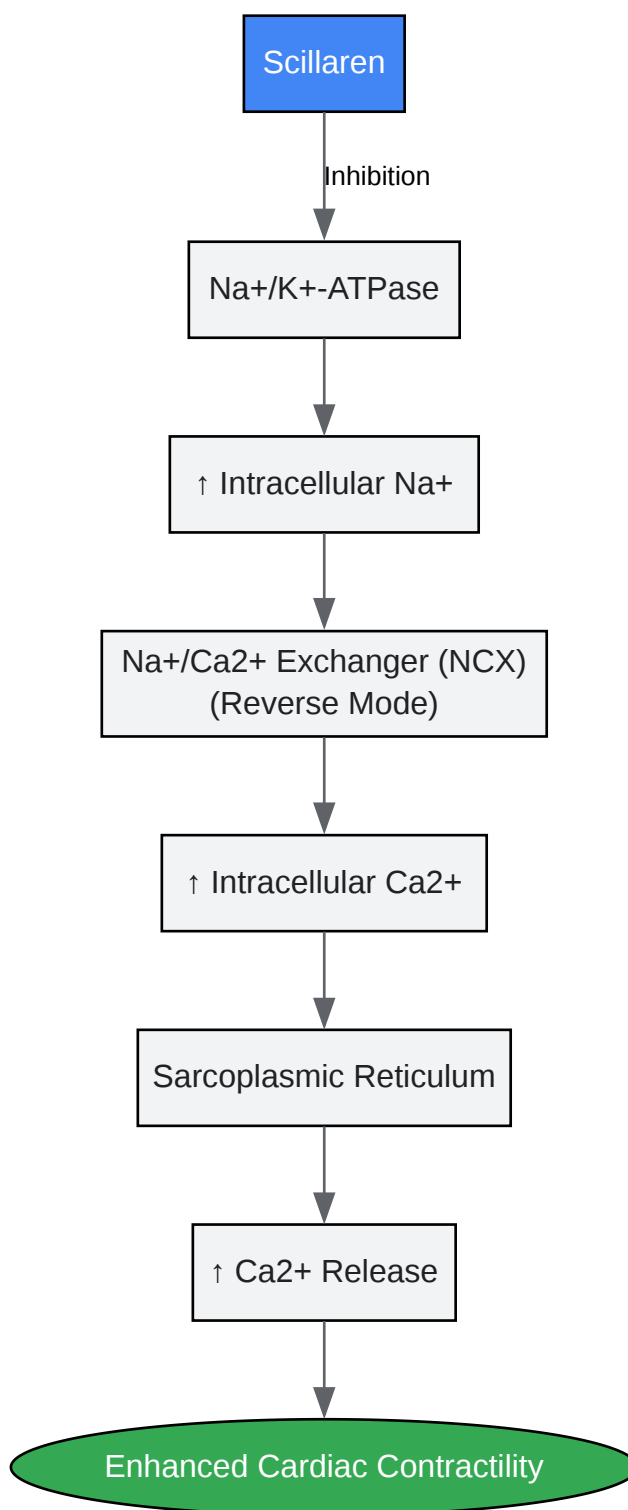 Scillaren
Inhibition
Na+/K+-ATPase
↑ Intracellular Na+
Na+/Ca2+ Exchanger (NCX)
(Reverse Mode)
↑ Intracellular Ca2+
Sarcoplasmic Reticulum
↑ Ca2+ Release
Enhanced Cardiac Contractility